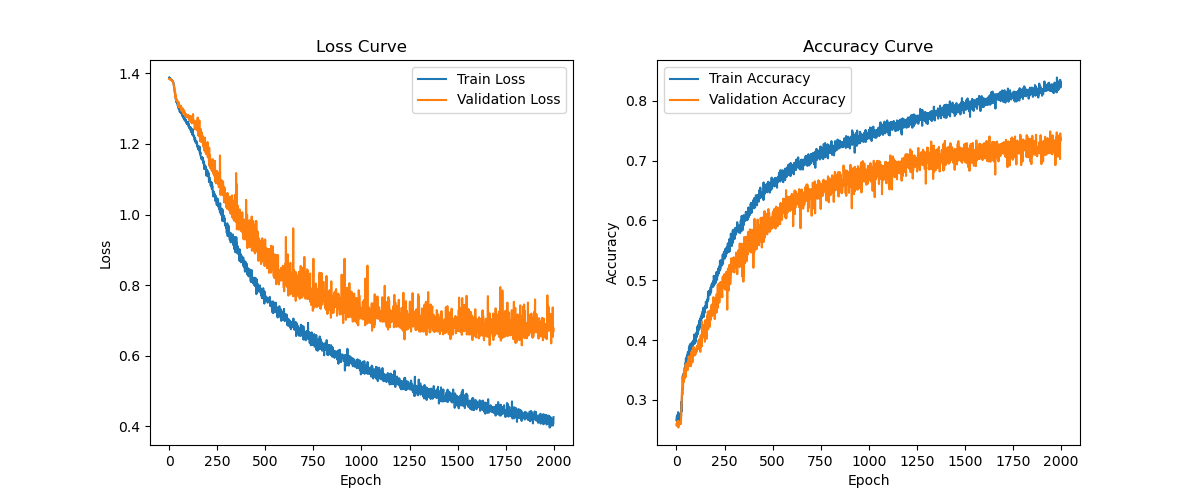 Loss Curve
Train Loss
Validation Loss
1.4
1.2
1.0
0.8
0.6
0.4
Loss
0 250 500 750 1000 1250 1500 1750 2000
Epoch
Accuracy Curve
Train Accuracy
Validation Accuracy
0.8
0.7
0.6
0.5
0.4
0.3
Accuracy
0 250 500 750 1000 1250 1500 1750 2000
Epoch